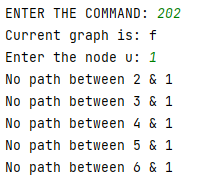 ENTER THE COMMAND: 202
Current graph is: f
Enter the node u: 1
No path between 2 & 1
No path between 3 & 1
No path between 4 & 1
No path between 5 & 1
No path between 6 & 1